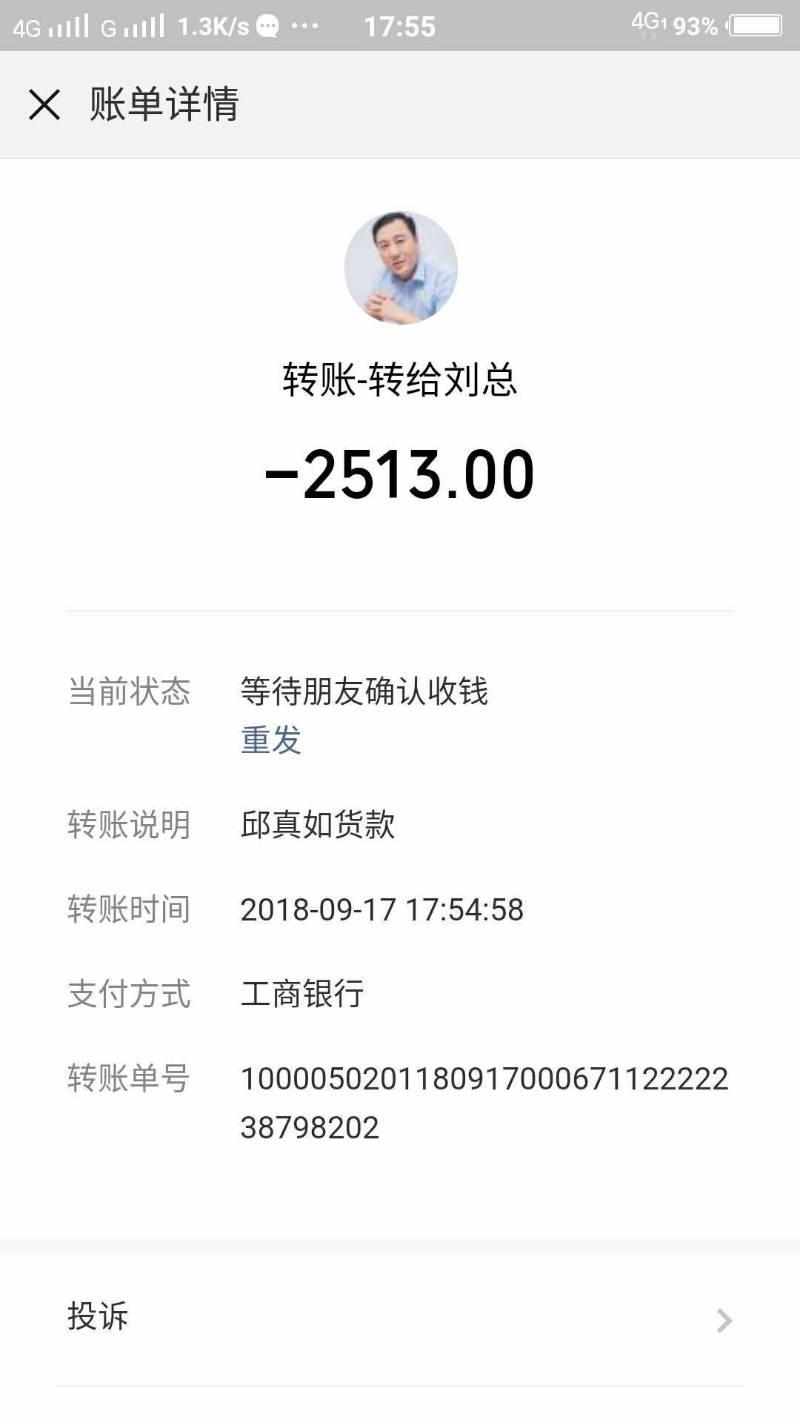 4G G 1.3K/s 17:55 4G1 93%
账单详情
转账-转给刘总
-2513.00
当前状态 等待朋友确认收钱
重发
转账说明 邱真如货款
转账时间 2018-09-17 17:54:58
支付方式 工商银行
转账单号 100005020118091700067112222
38798202
投诉